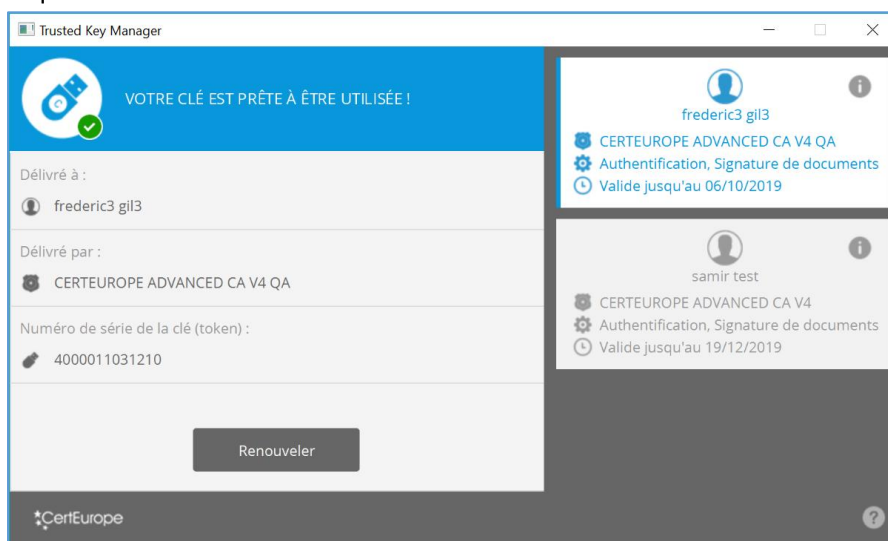 Trusted Key Manager
VOTRE CLÉ EST PRÊTE À ÊTRE UTILISÉE !
Délivré à :
frederic3 gil3
Délivré par :
CERTEUROPE ADVANCED CA V4 QA
Numéro de série de la clé (token) :
4000011031210
Renouveler
CertEurope
frederic3 gil3
CERTEUROPE ADVANCED CA V4 QA
Authentification, Signature de documents
Valide jusqu'au 06/10/2019
samir test
CERTEUROPE ADVANCED CA V4
Authentification, Signature de documents
Valide jusqu'au 19/12/2019